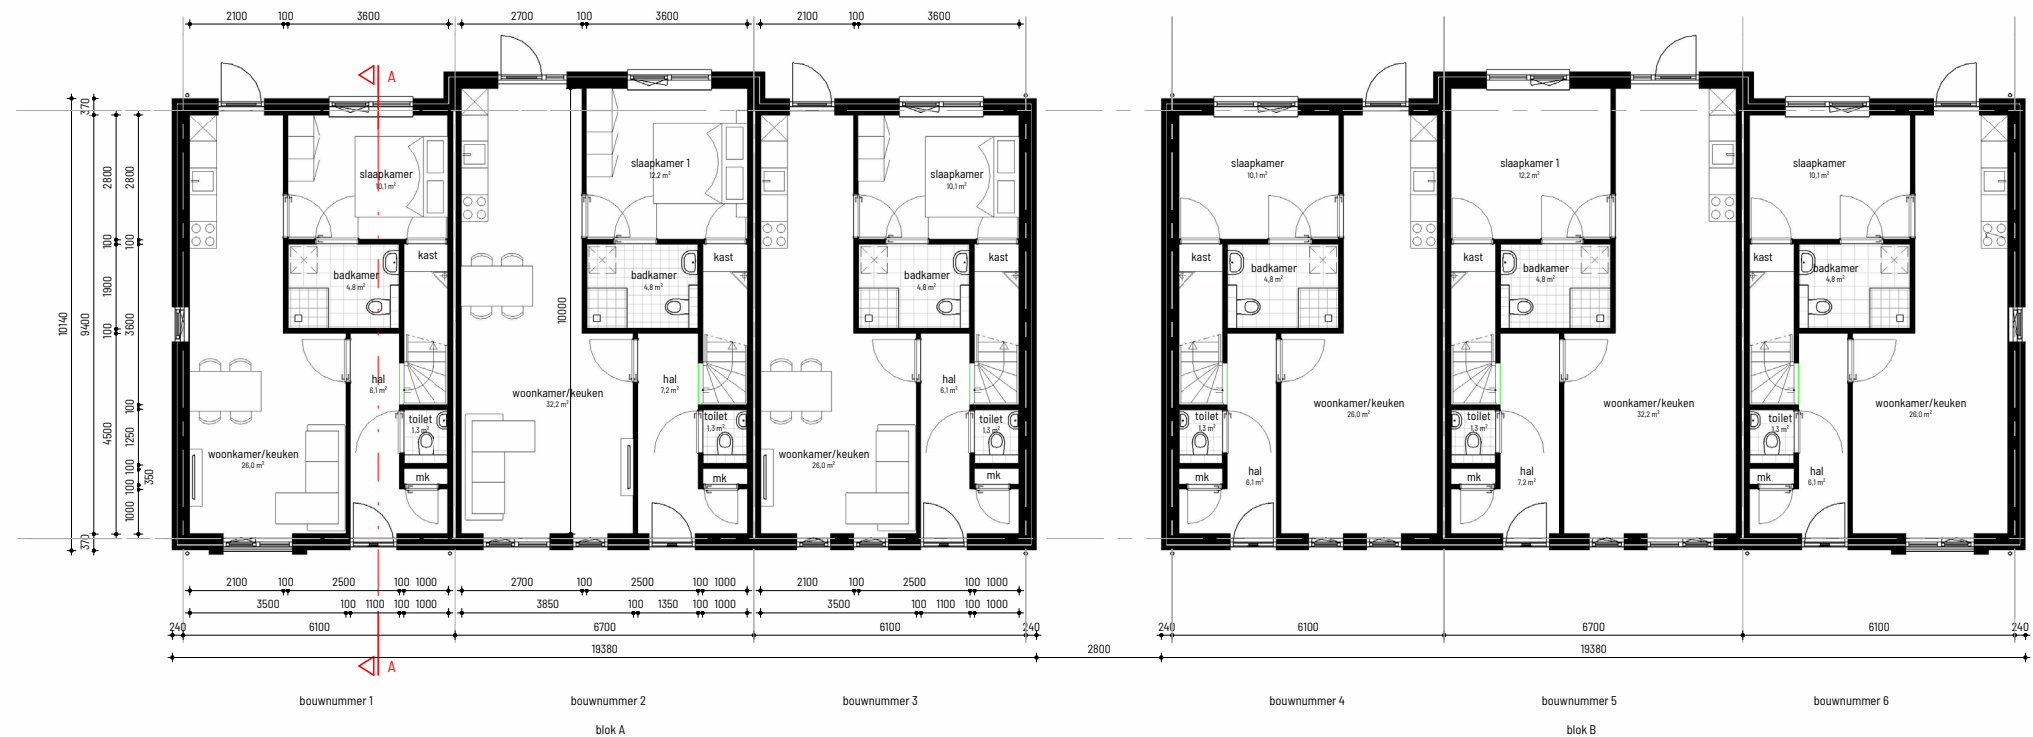 2100 100 3600 2700 100 3600 2100 100 3600
A
370
10140
9400
2800
100
1900
100
4500
2800
100
3600
100
1250
100
100
1000
350
370
slaapkamer
10,1 m²
badkamer
4,8 m²
kast
hal
6,1 m²
toilet
1,3 m²
mk
woonkamer/keuken
26,0 m²
slaapkamer 1
12,2 m²
badkamer
4,8 m²
kast
10000
woonkamer/keuken
32,2 m²
hal
7,2 m²
toilet
1,3 m²
mk
slaapkamer
10,1 m²
badkamer
4,8 m²
kast
hal
6,1 m²
toilet
1,3 m²
mk
woonkamer/keuken
26,0 m²
slaapkamer
10,1 m²
kast
badkamer
4,8 m²
woonkamer/keuken
26,0 m²
toilet
1,3 m²
hal
6,1 m²
mk
slaapkamer 1
12,2 m²
kast
badkamer
4,8 m²
woonkamer/keuken
32,2 m²
toilet
1,3 m²
hal
7,2 m²
mk
slaapkamer
10,1 m²
kast
badkamer
4,8 m²
woonkamer/keuken
26,0 m²
toilet
1,3 m²
hal
6,1 m²
mk
2100 100 2500 100 1000 2700 100 2500 100 1000 2100 100 2500 100 1000
3500 100 1100 100 1000 3850 100 1350 100 1000 3500 100 1100 100 1000
240 6100 6700 6100 240 240 6100 6700 6100 240
19380 2800 19380
A
bouwnummer 1 bouwnummer 2 bouwnummer 3 bouwnummer 4 bouwnummer 5 bouwnummer 6
blok A blok B